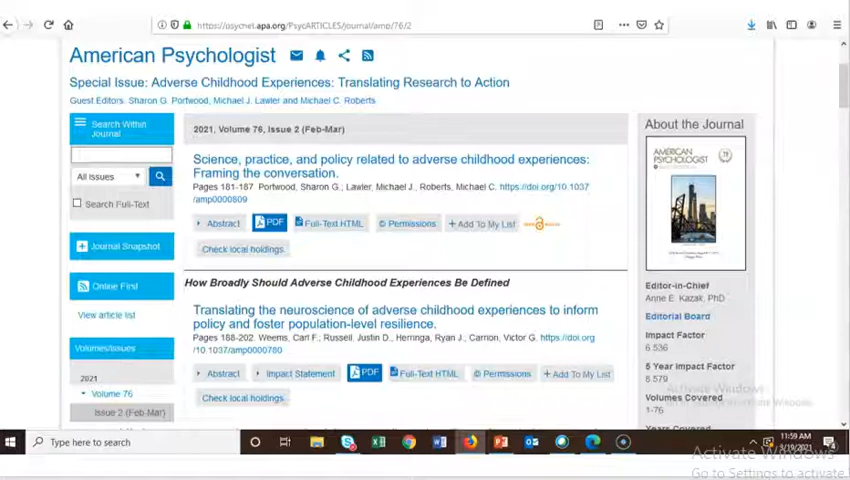 https://psycnet.apa.org/PsycARTICLES/journal/amp/76/2
American Psychologist
Special Issue: Adverse Childhood Experiences: Translating Research to Action
Guest Editors. Sharon G. Portwood, Michael J. Lawler and Michael C. Roberts
Search Within
Journal
All Issues
Search Full-Text
Journal Snapshot
Online First
View article list
Volumes/Issues
2021
Volume 76
Issue 2 (Feb-Mar)
2021, Volume 76, Issue 2 (Feb-Mar)
Science, practice, and policy related to adverse childhood experiences:
Framing the conversation.
Pages 181-187 Portwood, Sharon G., Lawler, Michael J., Roberts, Michael C. https://doi.org/10.1037
/amp0000809
Abstract PDF Full-Text HTML © Permissions + Add To My List
Check local holdings.
How Broadly Should Adverse Childhood Experiences Be Defined
Translating the neuroscience of adverse childhood experiences to inform
policy and foster population-level resilience.
Pages 188-202. Weems, Carl F.; Russell, Justin D., Herringa, Ryan J., Carrion, Victor G. https://doi.org
/10.1037/amp0000780
Abstract Impact Statement PDF Full-Text HTML © Permissions + Add To My List
Check local holdings.
About the Journal
AMERICAN
PSYCHOLOGIST
Editor-in-Chief
Anne E. Kazak, PhD
Editorial Board
Impact Factor
6.536
5 Year Impact Factor
8.579
Volumes Covered
1-76
Years Covered
Activate Windows
Type here to search
11:59 AM
3/19/2021
Activate Windows
Go to Settings to activate